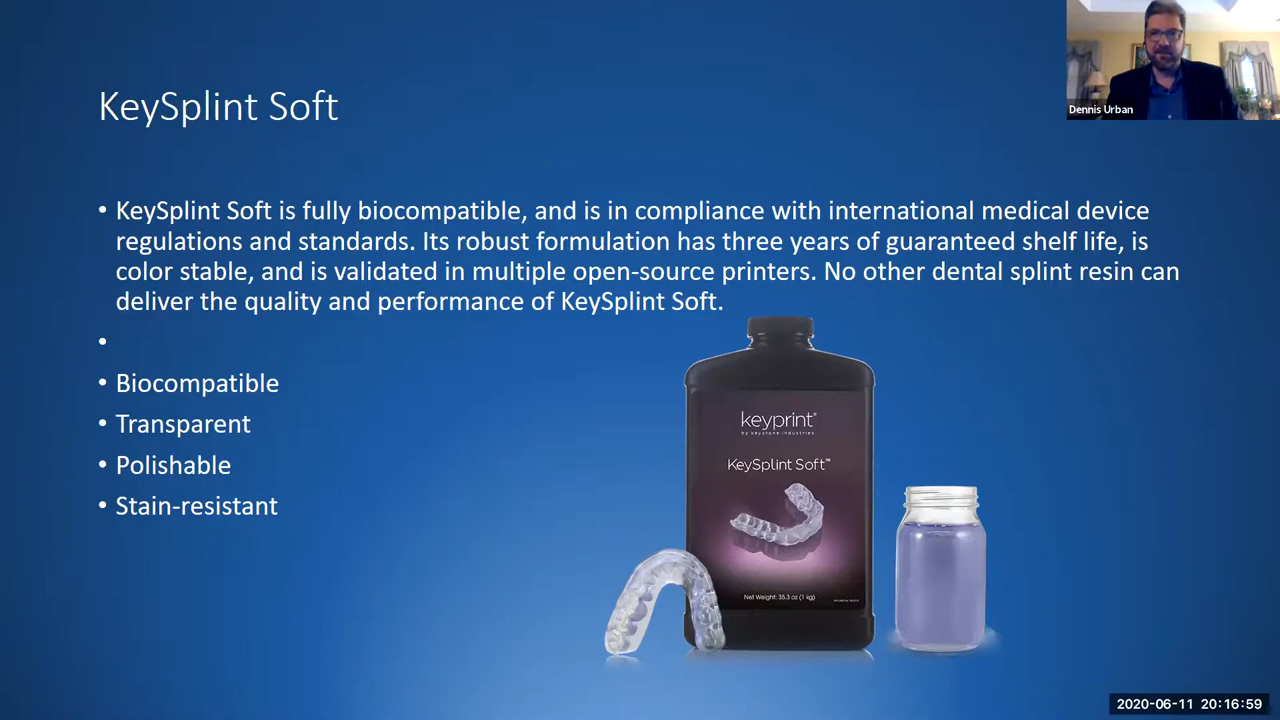 KeySplint Soft
Dennis Urban
• KeySplint Soft is fully biocompatible, and is in compliance with international medical device
regulations and standards. Its robust formulation has three years of guaranteed shelf life, is
color stable, and is validated in multiple open-source printers. No other dental splint resin can
deliver the quality and performance of KeySplint Soft.
•
• Biocompatible
• Transparent
• Polishable
• Stain-resistant
keyprint®
by keystone industries
KeySplint Soft™
Net Weight: 35.3 oz (1 kg)
2020-06-11 20:16:59